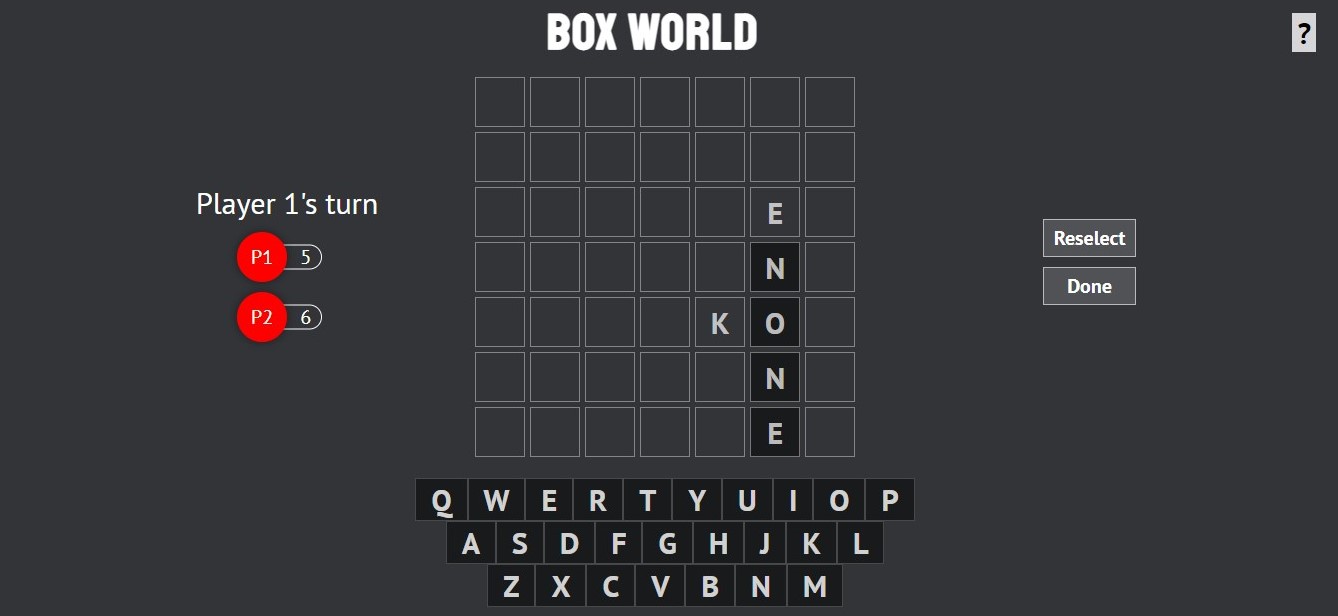 BOX WORLD
?
Player 1's turn
P1 5
P2 6
E
N
K O
N
E
Reselect
Done
Q W E R T Y U I O P
A S D F G H J K L
Z X C V B N M